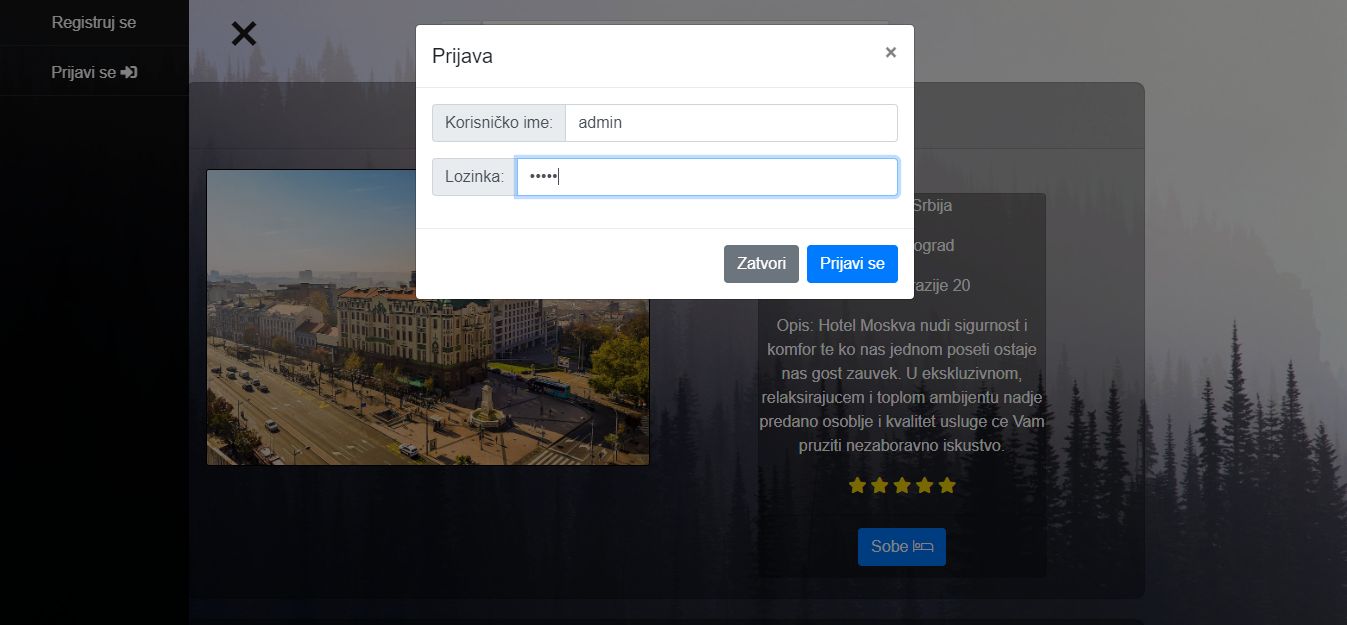 Registruj se
Prijavi se
Prijava
×
Korisničko ime: admin
Lozinka: •••••
Zatvori Prijavi se
Srbija
ograd
azije 20
Opis: Hotel Moskva nudi sigurnost i
komfor te ko nas jednom poseti ostaje
nas gost zauvek. U ekskluzivnom,
relaksirajucem i toplom ambijentu nadje
predano osoblje i kvalitet usluge ce Vam
pruziti nezaboravno iskustvo.
Sobe